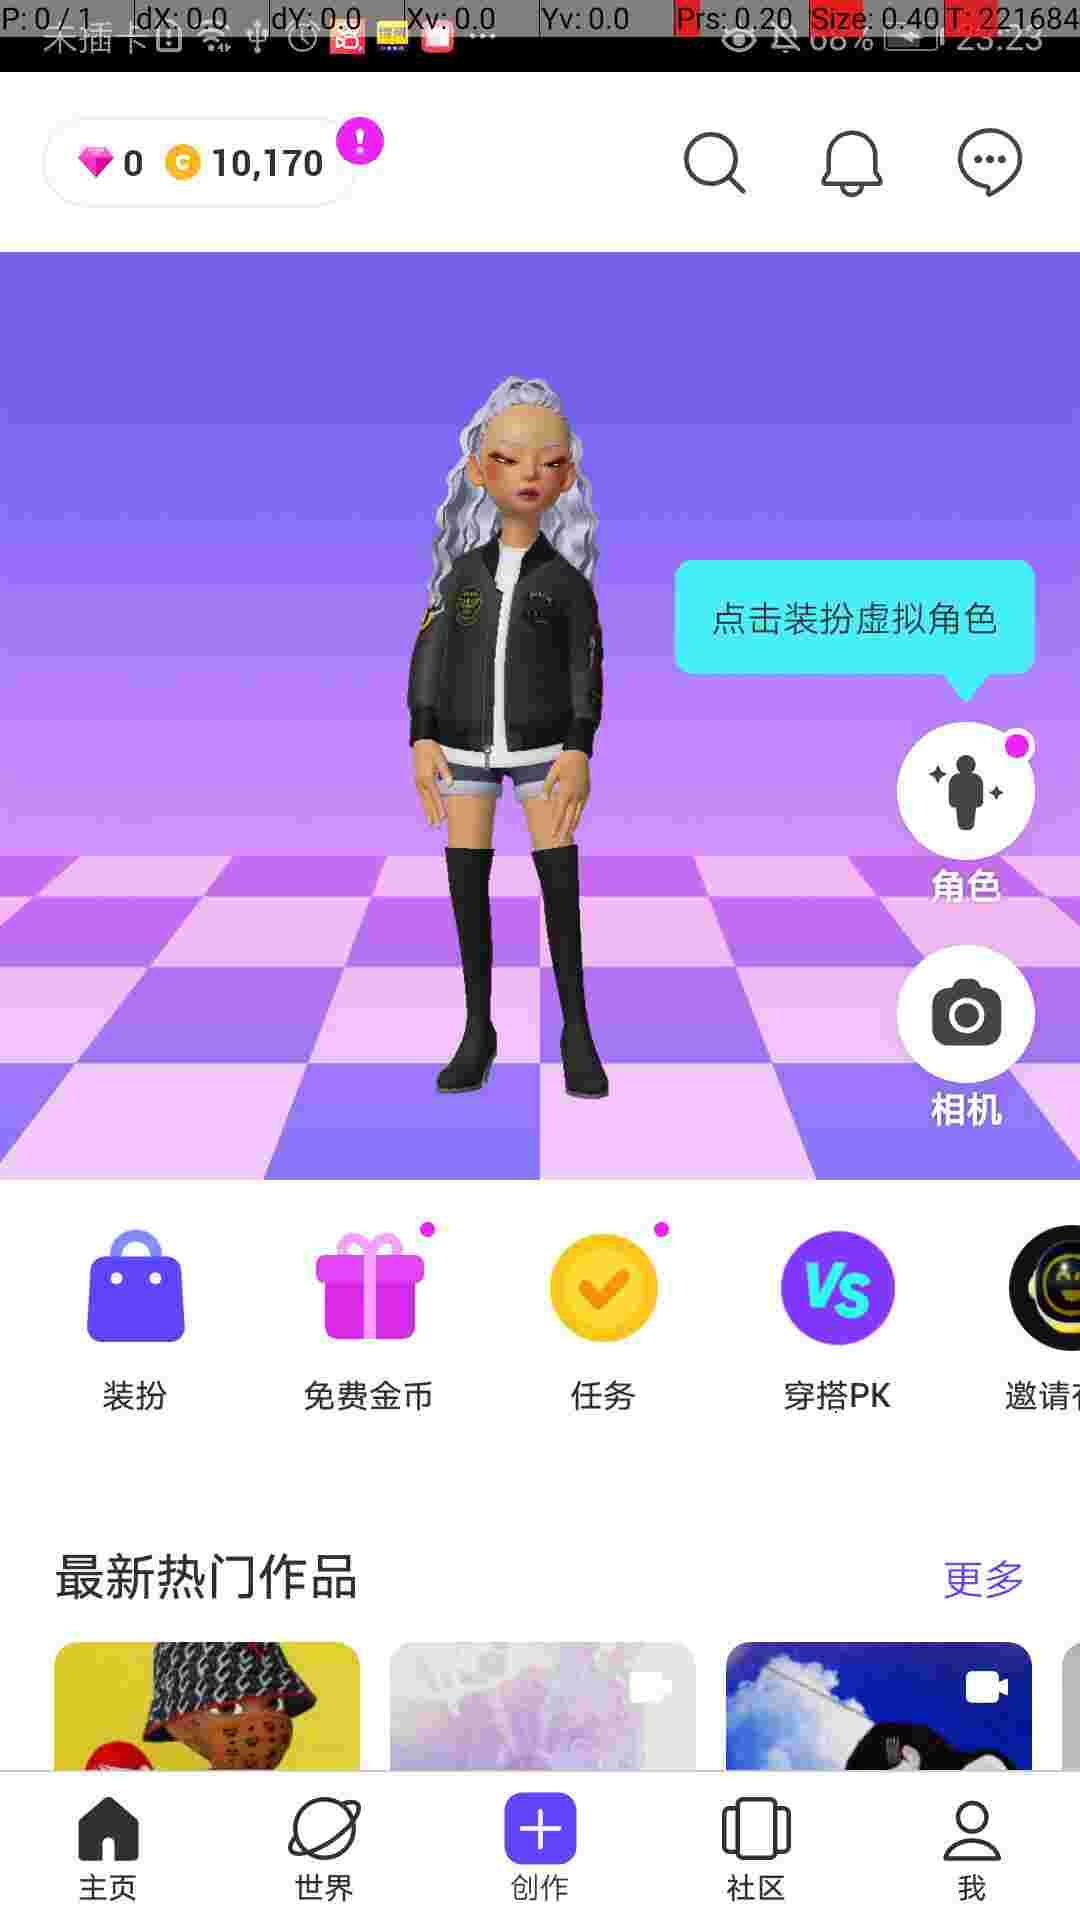 P: 0 / 1 dX: 0.0 dY: 0.0 Xv: 0.0 Yv: 0.0 Prs: 0.20 Size: 0.40 T: 221684
未插卡 68% 23:23
0 10,170
点击装扮虚拟角色
角色
相机
VS
装扮 免费金币 任务 穿搭PK 邀请
最新热门作品 更多
主页 世界 创作 社区 我